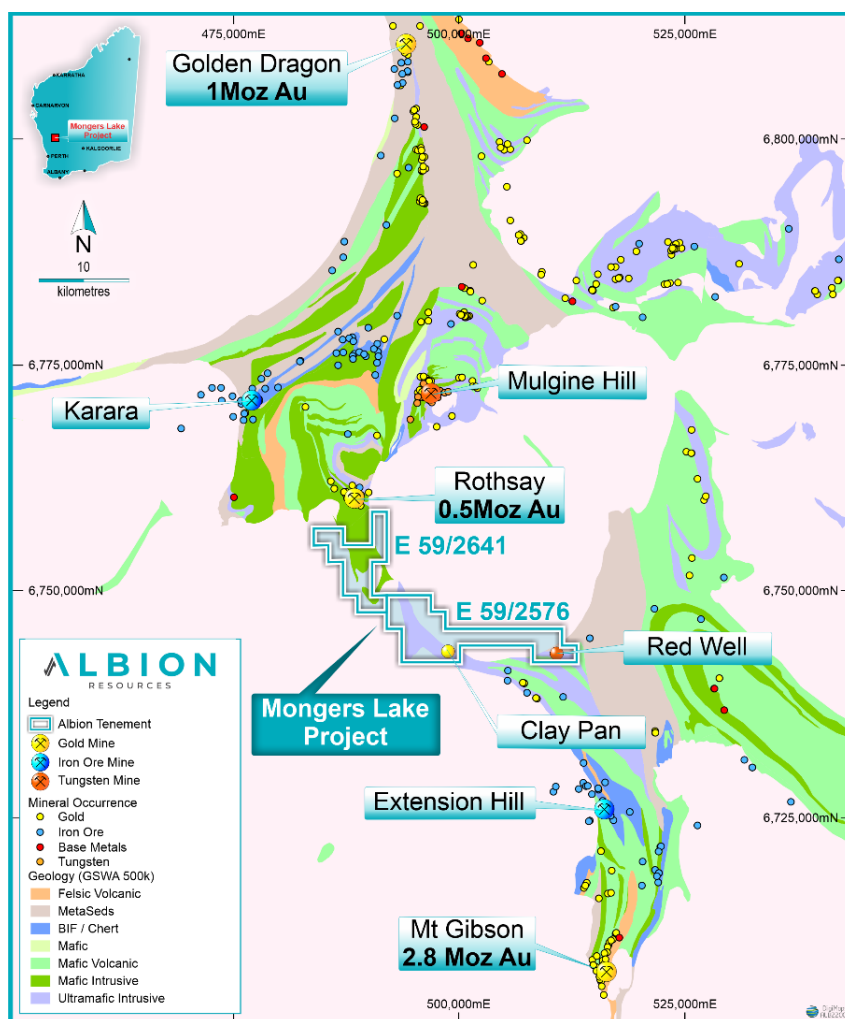 475,000mE
500,000mE
525,000mE
Golden Dragon
1Moz Au
KARRATHA
CARNARVON
Mongers Lake
Project
KALGOORLIE
PERTH
ALBANY
6,800,000mN
N
10
kilometres
6,775,000mN
6,775,000mN
Mulgine Hill
Karara
Rothsay
0.5Moz Au
E 59/2641
6,750,000mN
6,750,000mN
E 59/2576
Red Well
Mongers Lake
Project
Clay Pan
Extension Hill
6,725,000mN
Mt Gibson
2.8 Moz Au
ALBION
RESOURCES
Legend
Albion Tenement
Gold Mine
Iron Ore Mine
Tungsten Mine
Mineral Occurrence
Gold
Iron Ore
Base Metals
Tungsten
Geology (GSWA 500k)
Felsic Volcanic
MetaSeds
BIF / Chert
Mafic
Mafic Volcanic
Mafic Intrusive
Ultramafic Intrusive
500,000mE
525,000mE